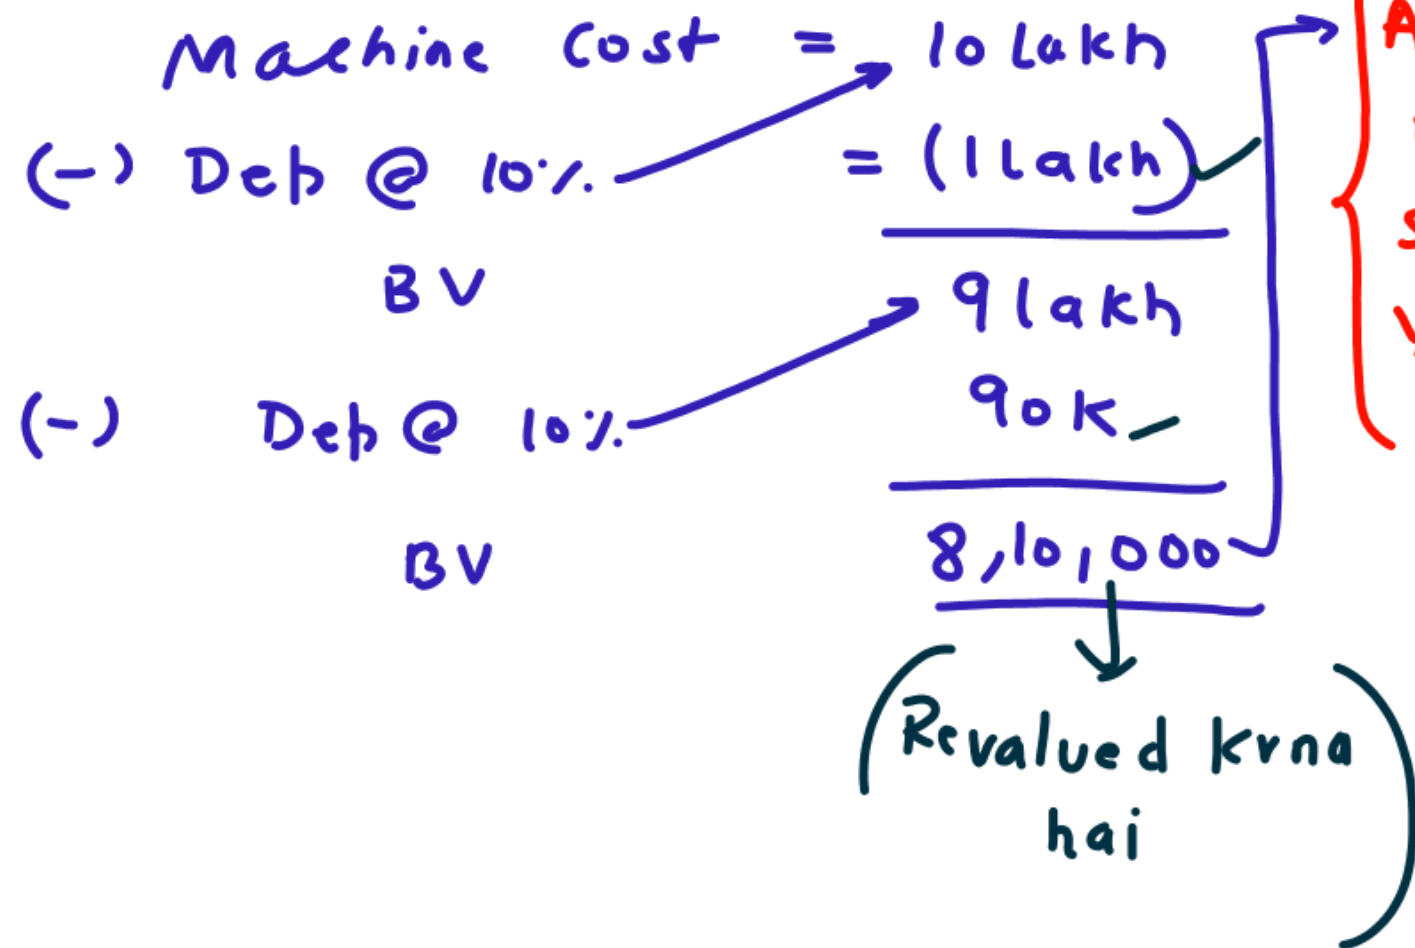 Machine Cost = 10 Lakh
(-) Dep @ 10% = (1 Lakh)
BV 9 lakh
(-) Dep @ 10% 90K
BV 8,10,000
(Revalued krna
hai)